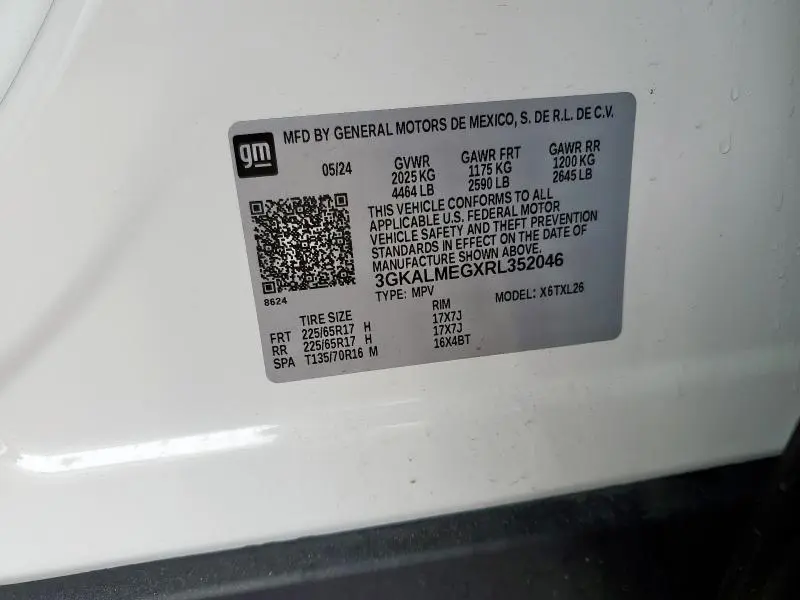 gm
MFD BY GENERAL MOTORS DE MEXICO, S. DE R.L. DE C.V.
05/24 GVWR GAWR FRT GAWR RR
2025 KG 1175 KG 1200 KG
4464 LB 2590 LB 2645 LB
THIS VEHICLE CONFORMS TO ALL
APPLICABLE U.S. FEDERAL MOTOR
VEHICLE SAFETY AND THEFT PREVENTION
STANDARDS IN EFFECT ON THE DATE OF
MANUFACTURE SHOWN ABOVE.
3GKALMEGXRL352046
8624 TYPE: MPV MODEL: X6TXL26
TIRE SIZE RIM
FRT 225/65R17 H 17X7J
RR 225/65R17 H 17X7J
SPA T135/70R16 M 16X4BT